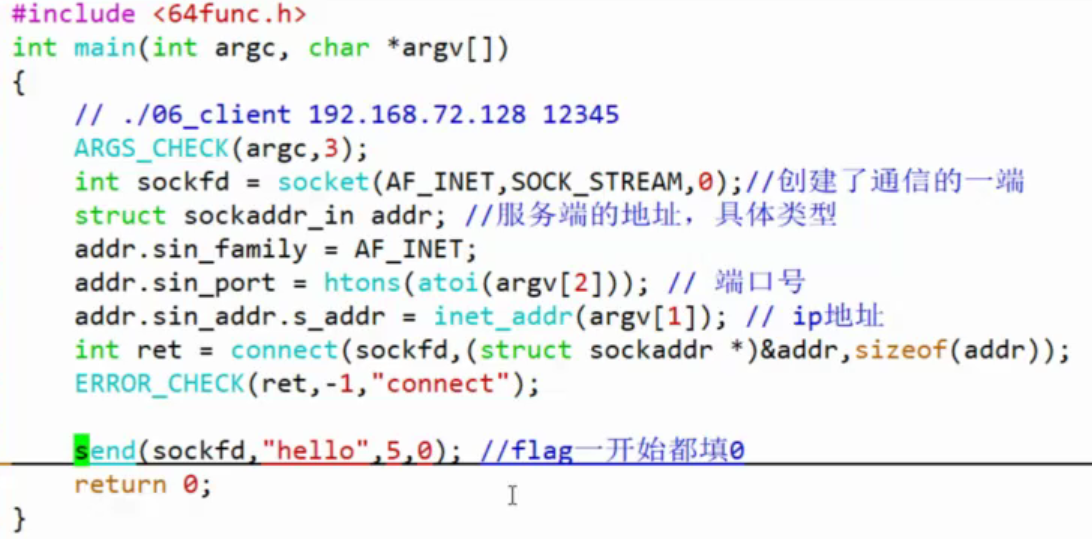 #include <64func.h>
int main(int argc, char *argv[])
{
    // ./06_client 192.168.72.128 12345
    ARGS_CHECK(argc,3);
    int sockfd = socket(AF_INET,SOCK_STREAM,0);//创建了通信的一端
    struct sockaddr_in addr; //服务端的地址，具体类型
    addr.sin_family = AF_INET;
    addr.sin_port = htons(atoi(argv[2])); // 端口号
    addr.sin_addr.s_addr = inet_addr(argv[1]); // ip地址
    int ret = connect(sockfd,(struct sockaddr *)&addr,sizeof(addr));
    ERROR_CHECK(ret,-1,"connect");
    send(sockfd,"hello",5,0); //flag一开始都填0
    return 0;
}